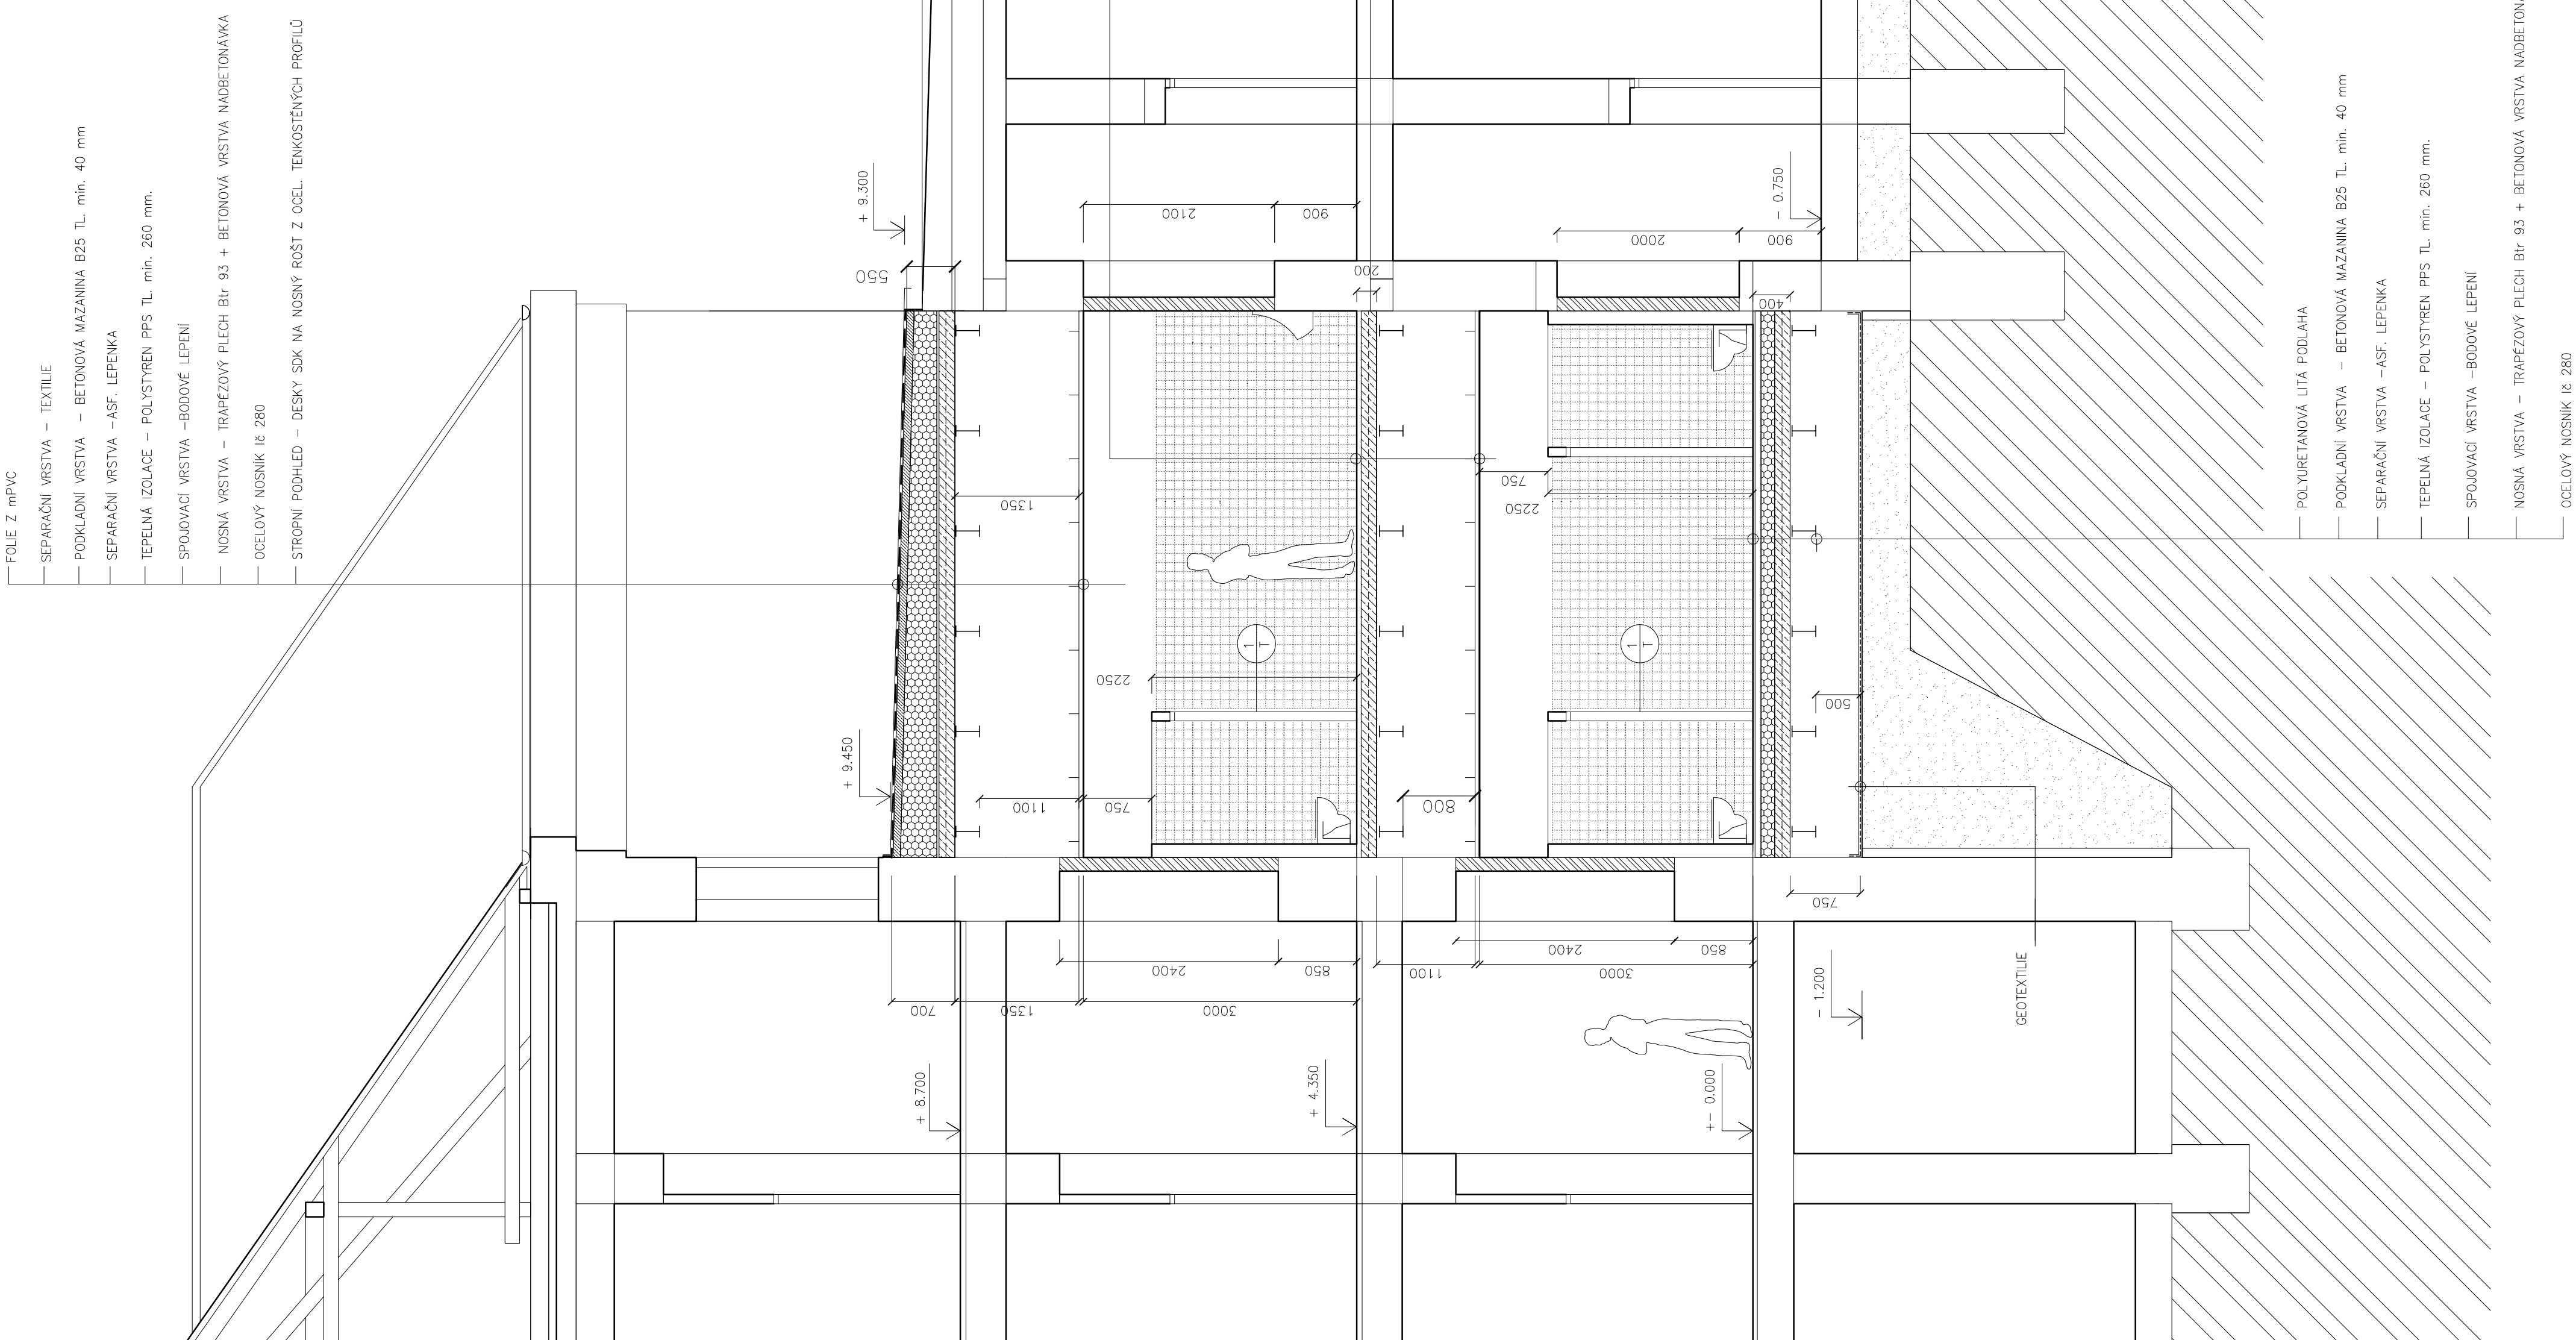 FOLIE Z mPVC
SEPARAČNÍ VRSTVA – TEXTILIE
PODKLADNÍ VRSTVA – BETONOVÁ MAZANINA B25 TL. min. 40 mm
SEPARAČNÍ VRSTVA –ASF. LEPENKA
TEPELNÁ IZOLACE – POLYSTYREN PPS TL. min. 260 mm.
SPOJOVACÍ VRSTVA –BODOVÉ LEPENÍ
NOSNÁ VRSTVA – TRAPÉZOVÝ PLECH Btr 93 + BETONOVÁ VRSTVA NADBETONÁVKA
OCELOVÝ NOSNÍK Ič 280
STROPNÍ PODHLED – DESKY SDK NA NOSNÝ ROŠT Z OCEL. TENKOSTĚNÝCH PROFILŮ
+ 9.300
550
+ 9.450
700
+ 8.700
1350
1350
1100
750
2250
2100
900
2400
850
3000
1
T
+ 4.350
200
1100
800
750
2250
2000
900
2400
850
3000
1
T
+– 0.000
– 0.750
400
500
750
– 1.200
GEOTEXTILIE
POLYURETANOVÁ LITÁ PODLAHA
PODKLADNÍ VRSTVA – BETONOVÁ MAZANINA B25 TL. min. 40 mm
SEPARAČNÍ VRSTVA –ASF. LEPENKA
TEPELNÁ IZOLACE – POLYSTYREN PPS TL. min. 260 mm.
SPOJOVACÍ VRSTVA –BODOVÉ LEPENÍ
NOSNÁ VRSTVA – TRAPÉZOVÝ PLECH Btr 93 + BETONOVÁ VRSTVA
OCELOVÝ NOSNÍK Ič 280